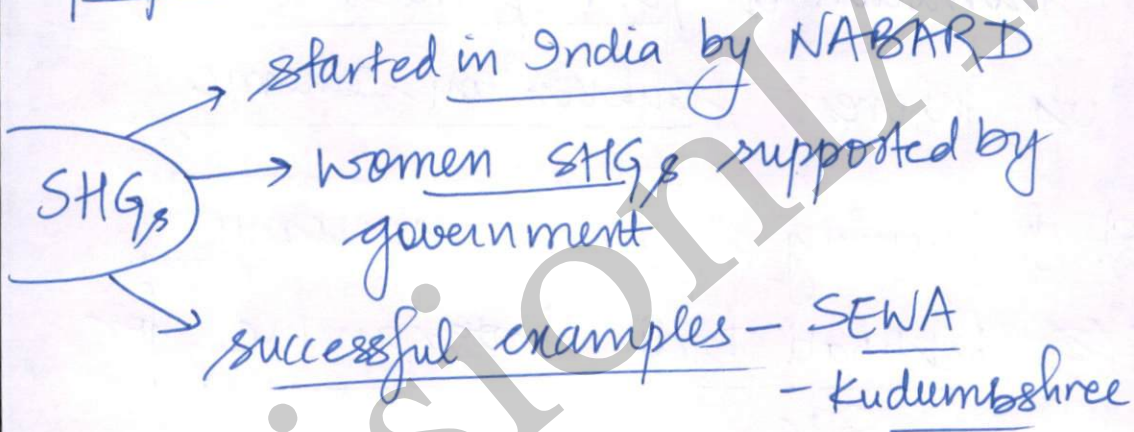 started in India by NABARD
SHGs
women SHGs supported by
government
successful examples - SEWA
- Kudumbshree